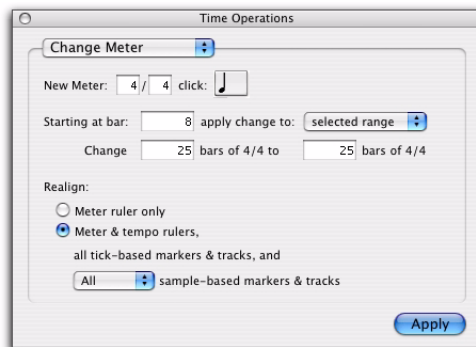 Time Operations
Change Meter
New Meter: 4 / 4 click:
Starting at bar: 8 apply change to: selected range
Change 25 bars of 4/4 to 25 bars of 4/4
Realign:
Meter ruler only
Meter & tempo rulers,
all tick-based markers & tracks, and
All sample-based markers & tracks
Apply